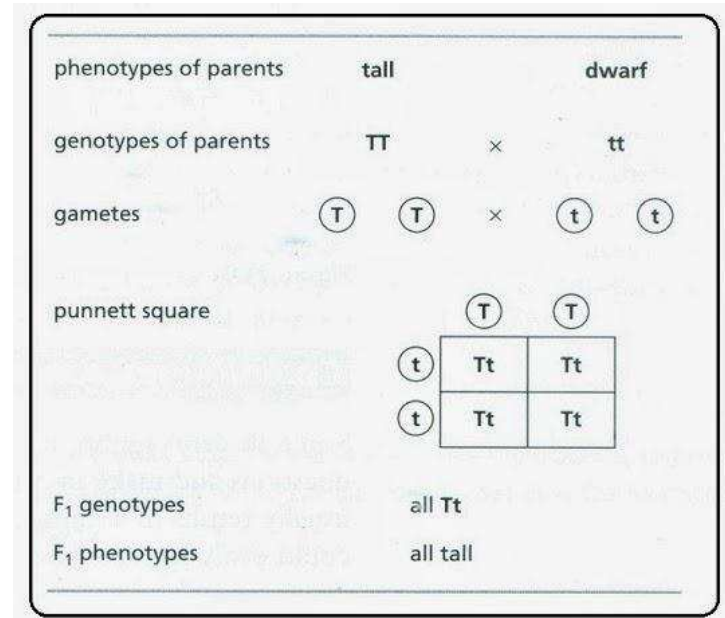 phenotypes of parents tall dwarf
genotypes of parents TT × tt
gametes T T × t t
punnett square T T
t Tt Tt
t Tt Tt
F₁ genotypes all Tt
F₁ phenotypes all tall